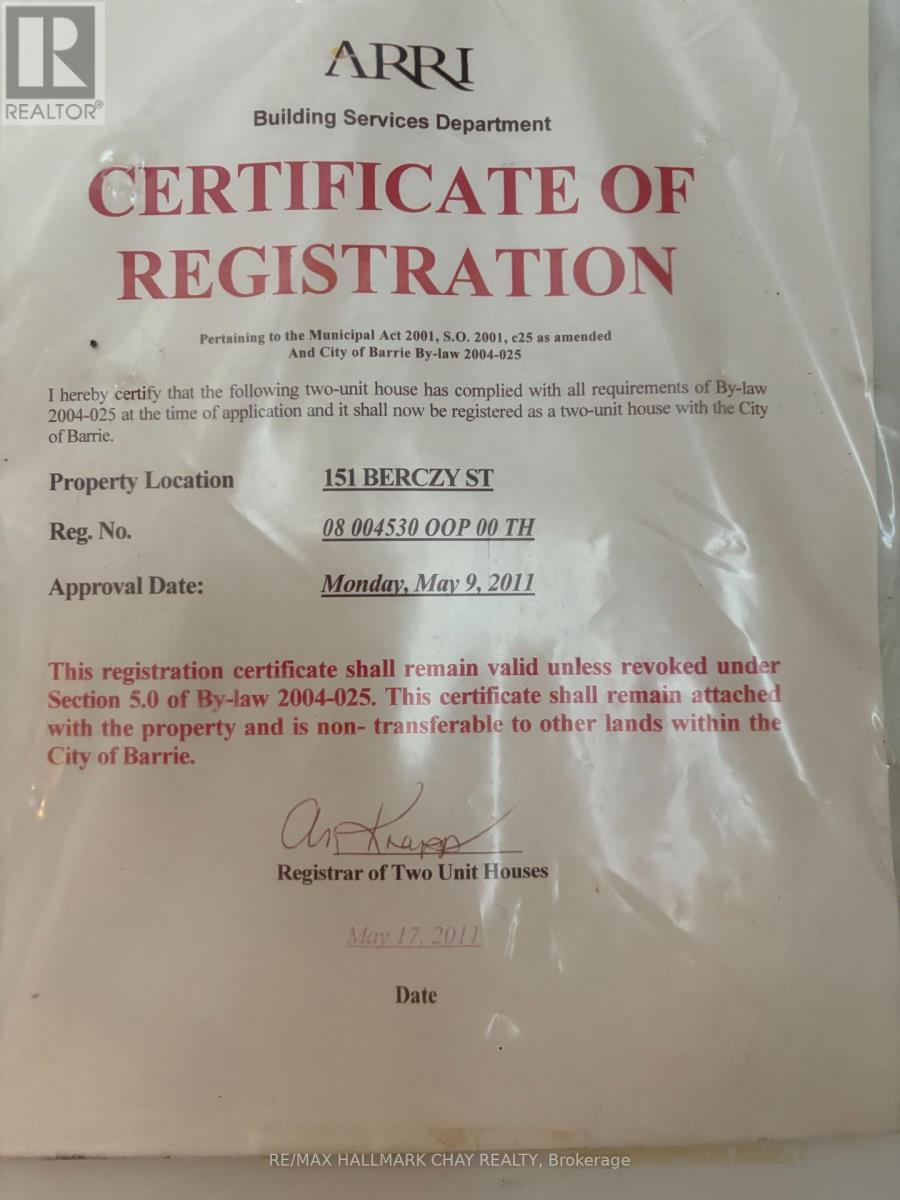 R
REALTOR®
ARRI
Building Services Department
CERTIFICATE OF
REGISTRATION
Pertaining to the Municipal Act 2001, S.O. 2001, c25 as amended
And City of Barrie By-law 2004-025
I hereby certify that the following two-unit house has complied with all requirements of By-law
2004-025 at the time of application and it shall now be registered as a two-unit house with the City
of Barrie.
Property Location 151 BERCZY ST
Reg. No. 08 004530 OOP 00 TH
Approval Date: Monday, May 9, 2011
This registration certificate shall remain valid unless revoked under
Section 5.0 of By-law 2004-025. This certificate shall remain attached
with the property and is non- transferable to other lands within the
City of Barrie.
Registrar of Two Unit Houses
May 17, 2011
Date
RE/MAX HALLMARK CHAY REALTY, Brokerage